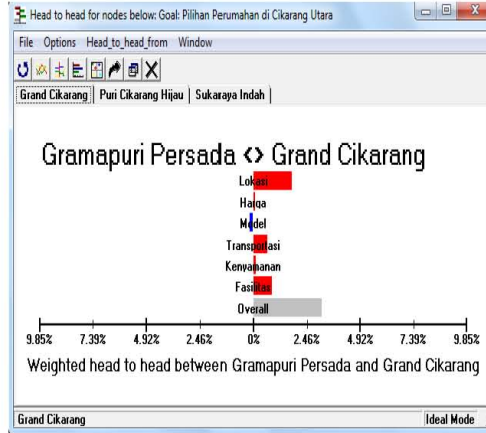 Head to head for nodes below: Goal: Pilihan Perumahan di Cikarang Utara
File Options Head_to_head_from Window
Grand Cikarang Puri Cikarang Hijau Sukaraya Indah
Gramapuri Persada <> Grand Cikarang
Lokasi
Harga
Model
Transportasi
Kenyamanan
Fasilitas
Overall
9.85% 7.39% 4.92% 2.46% 0% 2.46% 4.92% 7.39% 9.85%
Weighted head to head between Gramapuri Persada and Grand Cikarang
Grand Cikarang Ideal Mode